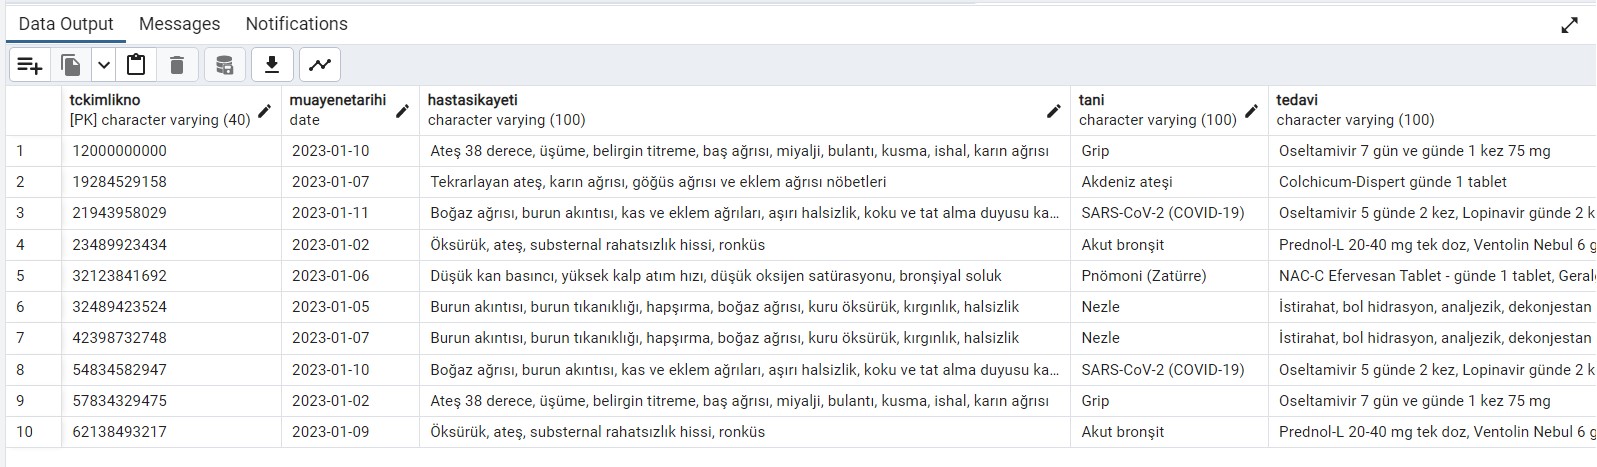 Data Output Messages Notifications
tckimlikno muayenetarihi hastasikayeti tani tedavi
[PK] character varying (40) date character varying (100) character varying (100) character varying (100)
1 12000000000 2023-01-10 Ateş 38 derece, üşüme, belirgin titreme, baş ağrısı, miyalji, bulantı, kusma, ishal, karın ağrısı Grip Oseltamivir 7 gün ve günde 1 kez 75 mg
2 19284529158 2023-01-07 Tekrarlayan ateş, karın ağrısı, göğüs ağrısı ve eklem ağrısı nöbetleri Akdeniz ateşi Colchicum-Dispert günde 1 tablet
3 21943958029 2023-01-11 Boğaz ağrısı, burun akıntısı, kas ve eklem ağrıları, aşırı halsizlik, koku ve tat alma duyusu ka... SARS-CoV-2 (COVID-19) Oseltamivir 5 günde 2 kez, Lopinavir günde 2 k
4 23489923434 2023-01-02 Öksürük, ateş, substernal rahatsızlık hissi, ronküs Akut bronşit Prednol-L 20-40 mg tek doz, Ventolin Nebul 6 g
5 32123841692 2023-01-06 Düşük kan basıncı, yüksek kalp atım hızı, düşük oksijen satürasyonu, bronşiyal soluk Pnömoni (Zatürre) NAC-C Efervesan Tablet - günde 1 tablet, Geral
6 32489423524 2023-01-05 Burun akıntısı, burun tıkanıklığı, hapşırma, boğaz ağrısı, kuru öksürük, kırgınlık, halsizlik Nezle İstirahat, bol hidrasyon, analjezik, dekonjestan
7 42398732748 2023-01-07 Burun akıntısı, burun tıkanıklığı, hapşırma, boğaz ağrısı, kuru öksürük, kırgınlık, halsizlik Nezle İstirahat, bol hidrasyon, analjezik, dekonjestan
8 54834582947 2023-01-10 Boğaz ağrısı, burun akıntısı, kas ve eklem ağrıları, aşırı halsizlik, koku ve tat alma duyusu ka... SARS-CoV-2 (COVID-19) Oseltamivir 5 günde 2 kez, Lopinavir günde 2 k
9 57834329475 2023-01-02 Ateş 38 derece, üşüme, belirgin titreme, baş ağrısı, miyalji, bulantı, kusma, ishal, karın ağrısı Grip Oseltamivir 7 gün ve günde 1 kez 75 mg
10 62138493217 2023-01-09 Öksürük, ateş, substernal rahatsızlık hissi, ronküs Akut bronşit Prednol-L 20-40 mg tek doz, Ventolin Nebul 6 g